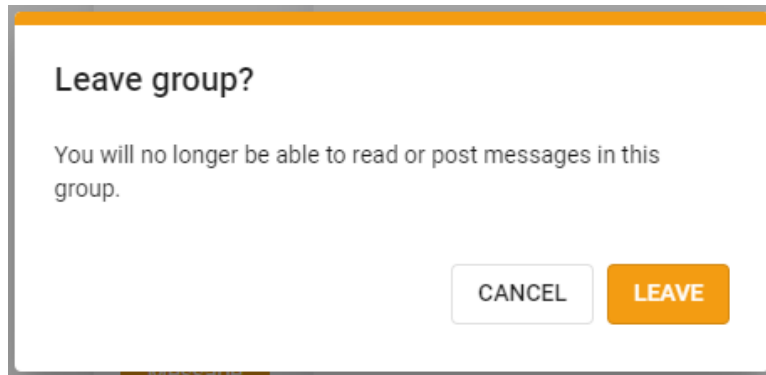 Leave group?
You will no longer be able to read or post messages in this
group.
CANCEL
LEAVE